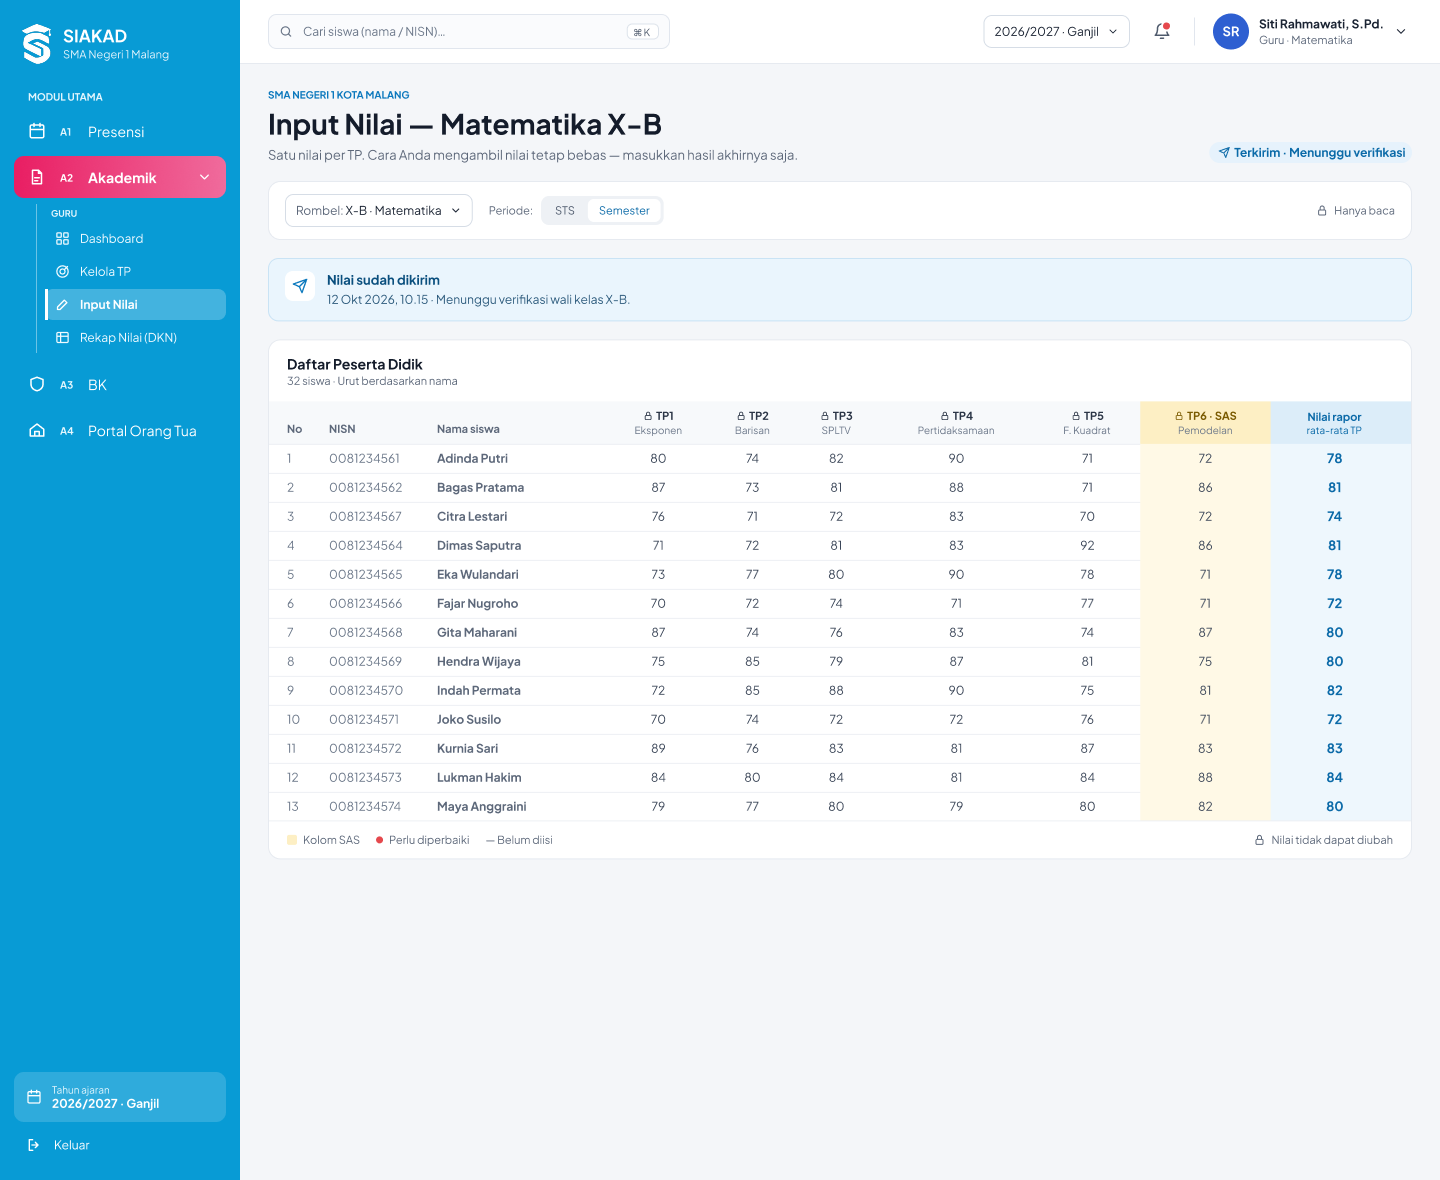 SIAKAD
SMA Negeri 1 Malang
MODUL UTAMA
A1 Presensi
A2 Akademik
GURU
Dashboard
Kelola TP
Input Nilai
Rekap Nilai (DKN)
A3 BK
A4 Portal Orang Tua
Tahun ajaran
2026/2027 · Ganjil
Keluar
Cari siswa (nama / NISN)...
⌘K
2026/2027 · Ganjil
SR
Siti Rahmawati, S.Pd.
Guru · Matematika
SMA NEGERI 1 KOTA MALANG
Input Nilai — Matematika X-B
Satu nilai per TP. Cara Anda mengambil nilai tetap bebas — masukkan hasil akhirnya saja.
Terkirim · Menunggu verifikasi
Rombel: X-B · Matematika
Periode: STS Semester
Hanya baca
Nilai sudah dikirim
12 Okt 2026, 10.15 · Menunggu verifikasi wali kelas X-B.
Daftar Peserta Didik
32 siswa · Urut berdasarkan nama
No NISN Nama siswa TP1 Eksponen TP2 Barisan TP3 SPLTV TP4 Pertidaksamaan TP5 F. Kuadrat TP6 · SAS Pemodelan Nilai rapor rata-rata TP
1 0081234561 Adinda Putri 80 74 82 90 71 72 78
2 0081234562 Bagas Pratama 87 73 81 88 71 86 81
3 0081234567 Citra Lestari 76 71 72 83 70 72 74
4 0081234564 Dimas Saputra 71 72 81 83 92 86 81
5 0081234565 Eka Wulandari 73 77 80 90 78 71 78
6 0081234566 Fajar Nugroho 70 72 74 71 77 71 72
7 0081234568 Gita Maharani 87 74 76 83 74 87 80
8 0081234569 Hendra Wijaya 75 85 79 87 81 75 80
9 0081234570 Indah Permata 72 85 88 90 75 81 82
10 0081234571 Joko Susilo 70 74 72 72 76 71 72
11 0081234572 Kurnia Sari 89 76 83 81 87 83 83
12 0081234573 Lukman Hakim 84 80 84 81 84 88 84
13 0081234574 Maya Anggraini 79 77 80 79 80 82 80
Kolom SAS Perlu diperbaiki — Belum diisi
Nilai tidak dapat diubah